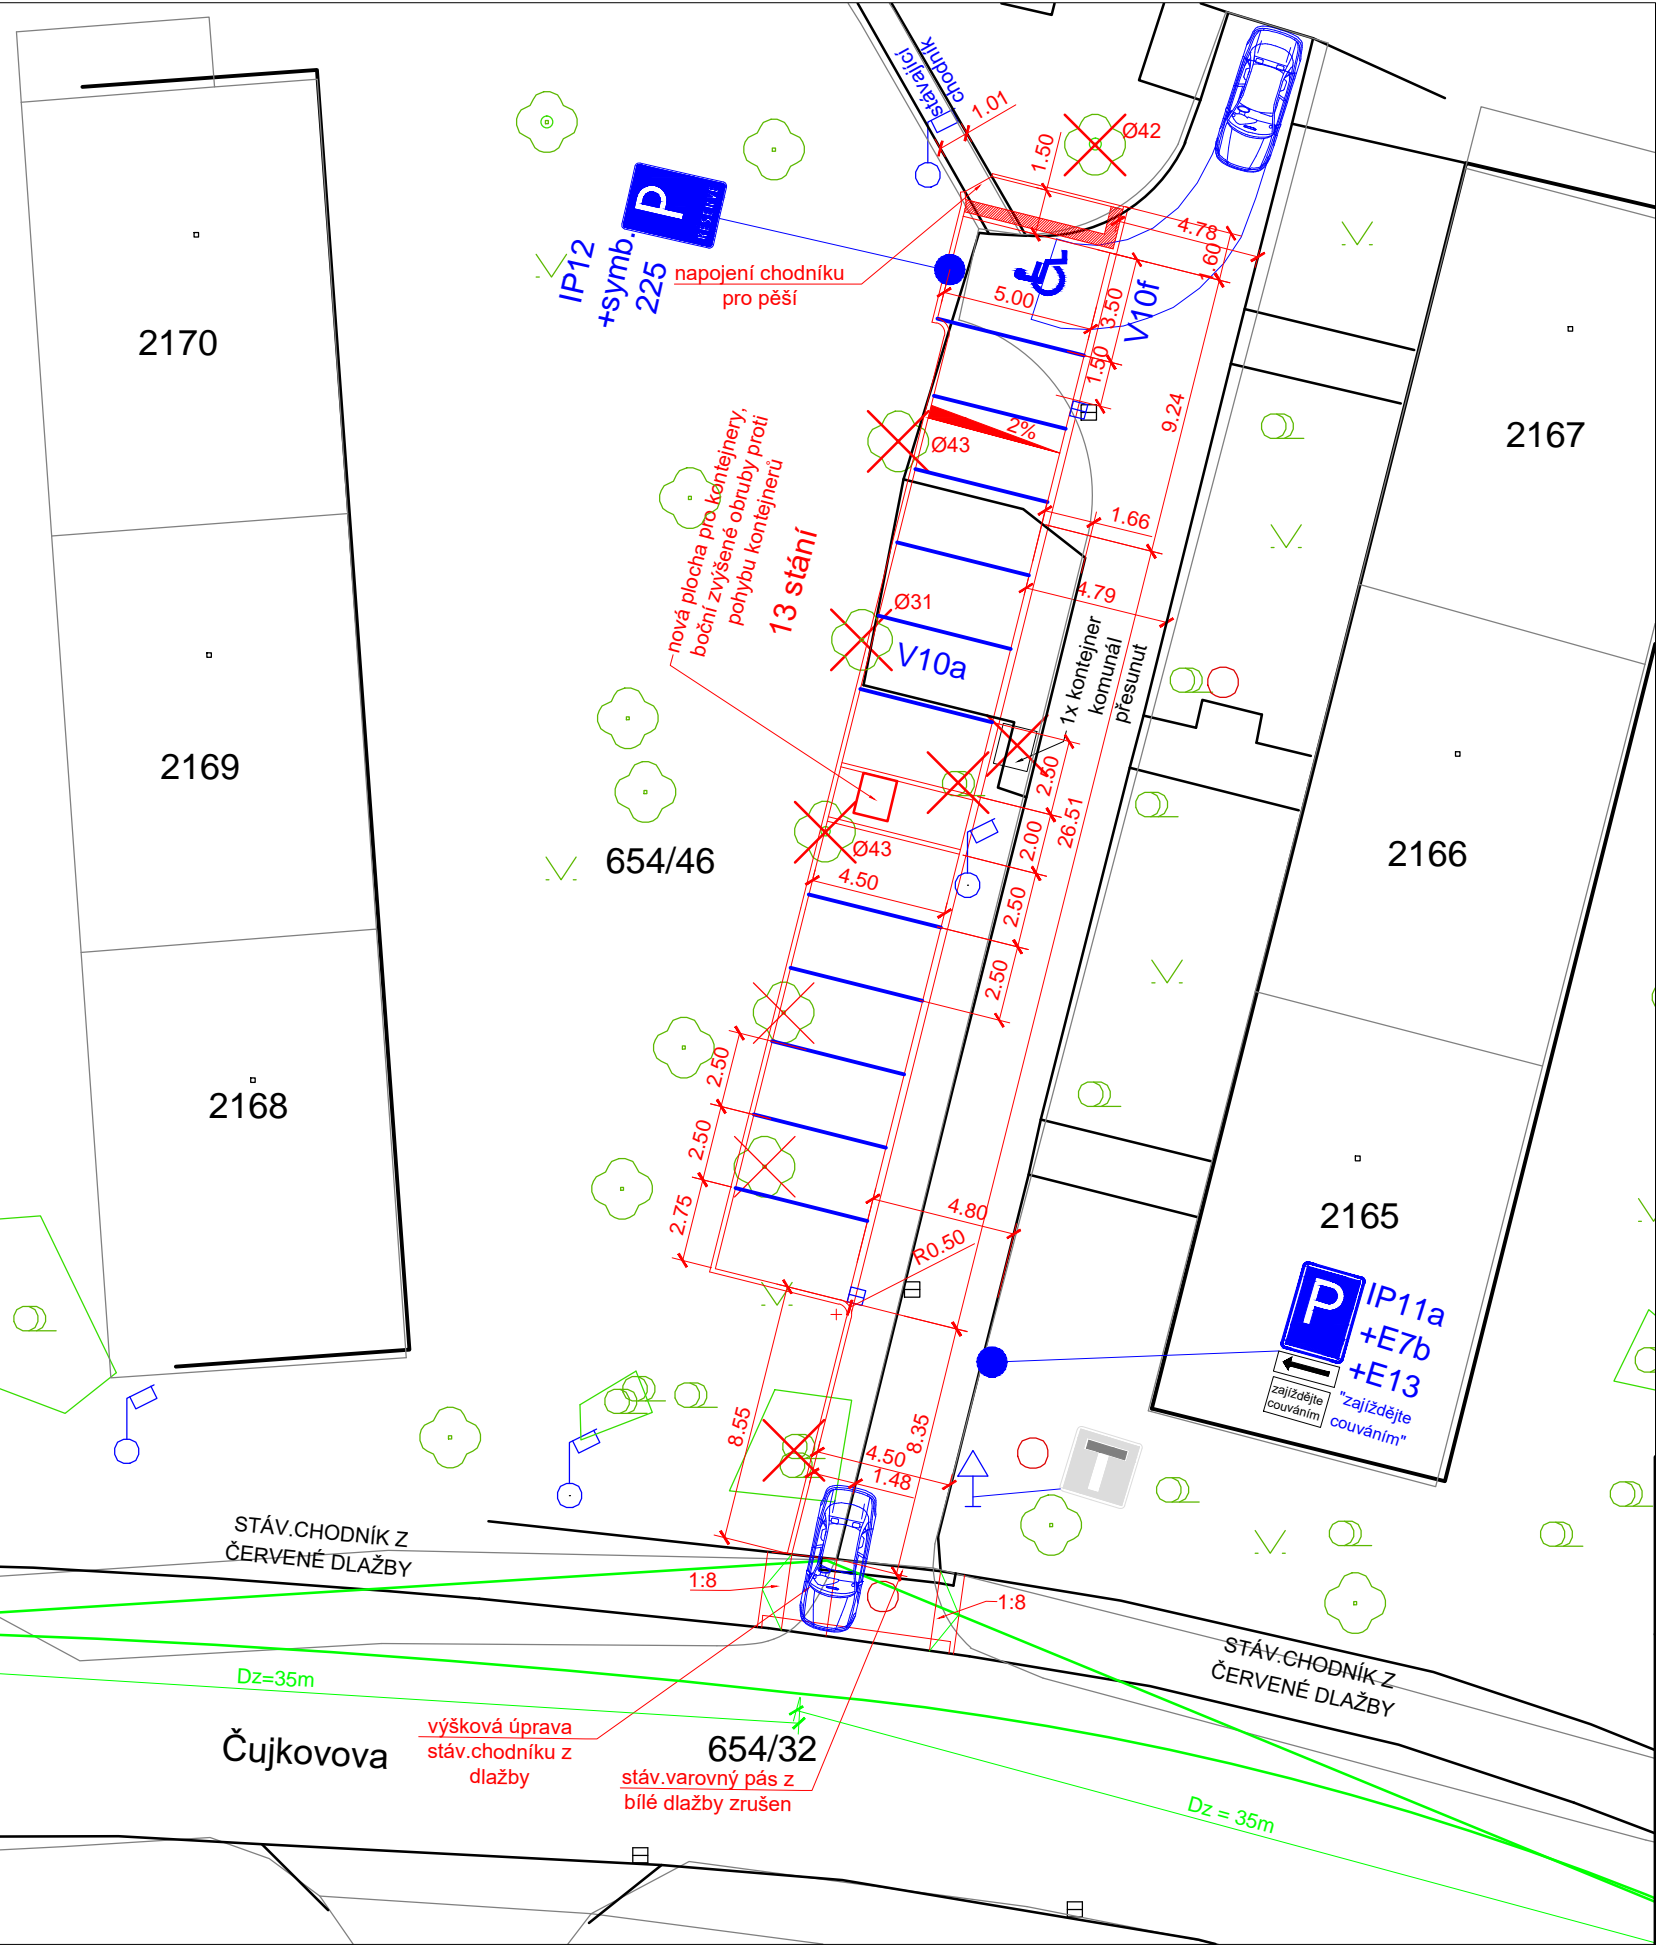 stávající
chodník
1.01
Ø42
1.50
4.78
1.60
P
IP12
+symb.
225
napojení chodníku
pro pěší
5.00
3.50
V10f
1.50
2170
2%
9.24
Ø43
2167
nová plocha pro kontejnery,
boční zvýšené obruby proti
pohybu kontejnerů
13 stání
1.66
4.79
Ø31
V10a
1x kontejner
komunál
přesunut
2169
2.50
26.51
2.00
Ø43
654/46
2166
4.50
2.50
2.50
2.50
2168
2.50
2.75
4.80
R0.50
2165
P
IP11a
+E7b
+E13
"zajíždějte
couváním"
zajíždějte
couváním
8.55
8.35
4.50
1.48
STÁV.CHODNÍK Z
ČERVENÉ DLAŽBY
1:8
1:8
STÁV.CHODNÍK Z
ČERVENÉ DLAŽBY
Dz=35m
výšková úprava
stáv.chodníku z
dlažby
Čujkovova
654/32
stáv.varovný pás z
bílé dlažby zrušen
Dz = 35m